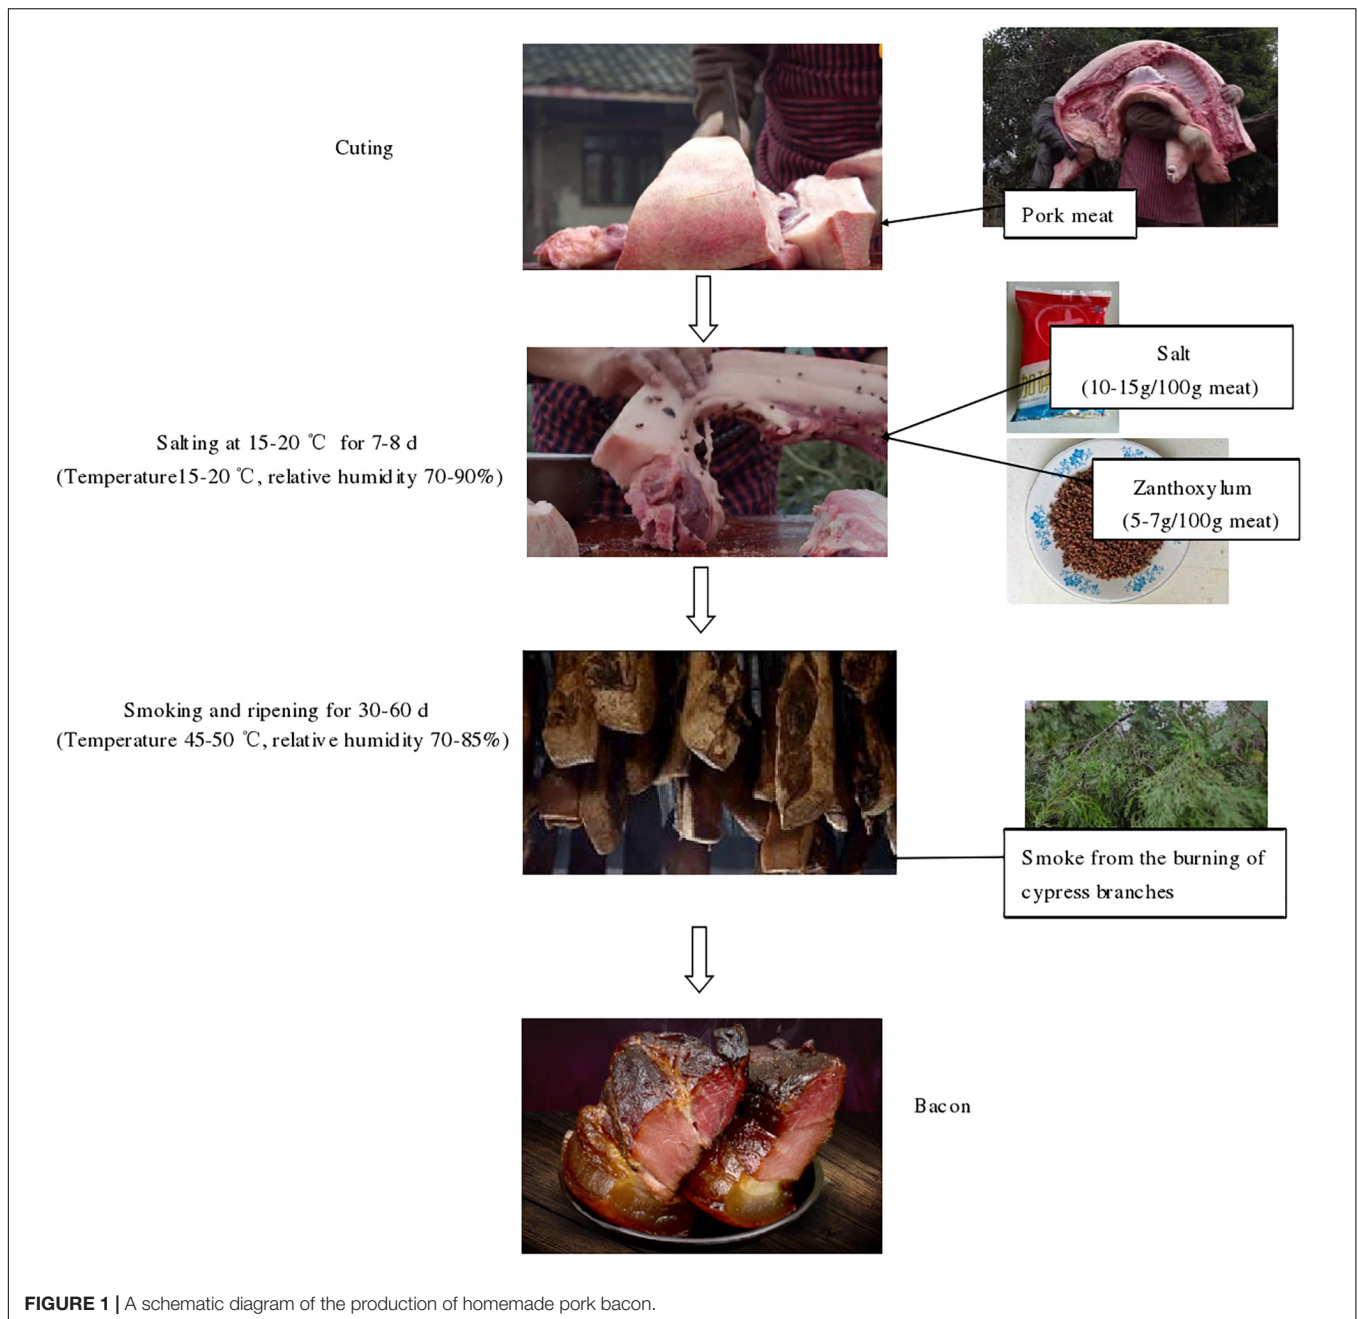 Cuting
Pork meat
Salt
(10-15g/100g meat)
Salting at 15-20 ℃ for 7-8 d
(Temperature15-20 ℃, relative humidity 70-90%)
Zanthoxylum
(5-7g/100g meat)
Smoking and ripening for 30-60 d
(Temperature 45-50 ℃, relative humidity 70-85%)
Smoke from the burning of
cypress branches
Bacon
FIGURE 1 | A schematic diagram of the production of homemade pork bacon.